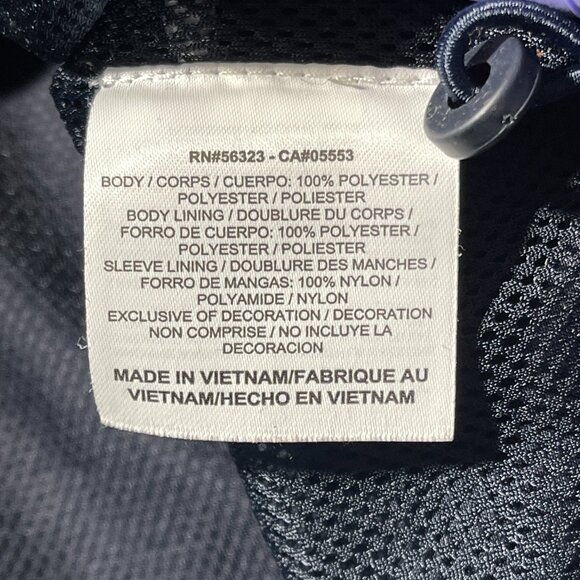 RN#56323 - CA#05553
BODY / CORPS / CUERPO: 100% POLYESTER /
POLYESTER / POLIESTER
BODY LINING / DOUBLURE DU CORPS /
FORRO DE CUERPO: 100% POLYESTER /
POLYESTER / POLIESTER
SLEEVE LINING / DOUBLURE DES MANCHES /
FORRO DE MANGAS: 100% NYLON /
POLYAMIDE / NYLON
EXCLUSIVE OF DECORATION / DECORATION
NON COMPRISE / NO INCLUYE LA
DECORACION
MADE IN VIETNAM/FABRIQUE AU
VIETNAM/HECHO EN VIETNAM